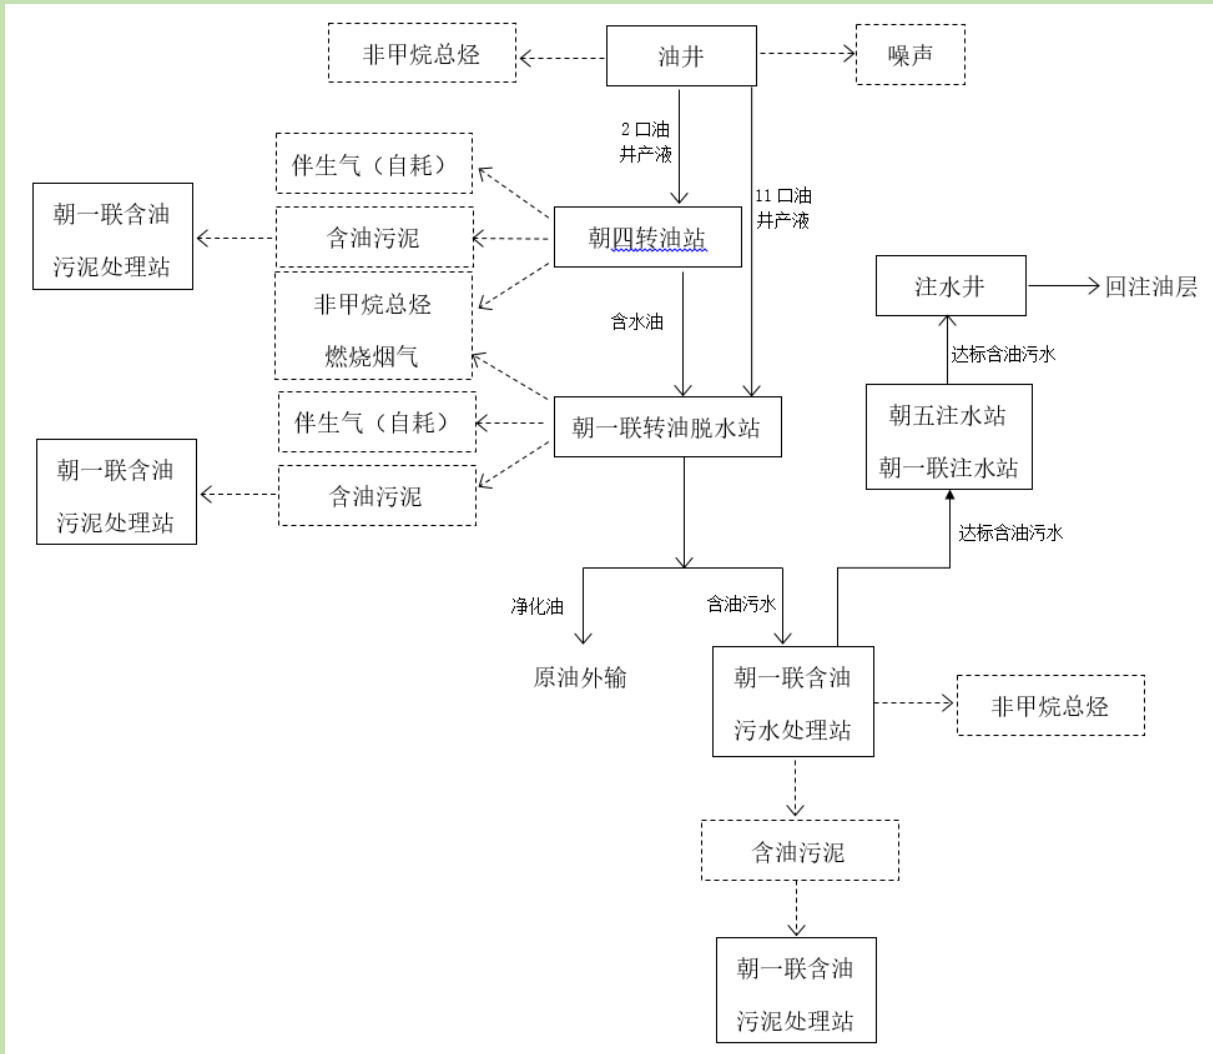 非甲烷总烃
油井
噪声
2口油
井产液
11口油
井产液
伴生气（自耗）
朝一联含油
污泥处理站
含油污泥
朝四转油站
非甲烷总烃
燃烧烟气
含水油
注水井
回注油层
达标含油污水
伴生气（自耗）
朝一联转油脱水站
朝五注水站
朝一联注水站
朝一联含油
污泥处理站
含油污泥
达标含油污水
净化油
含油污水
原油外输
朝一联含油
污水处理站
非甲烷总烃
含油污泥
朝一联含油
污泥处理站